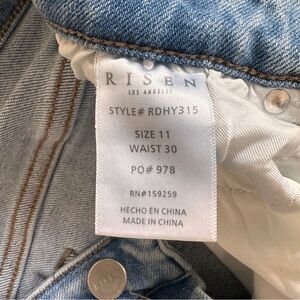 RISEN
LOS ANGELES
STYLE# RDHY315
SIZE 11
WAIST 30
PO# 978
RN#159259
HECHO EN CHINA
MADE IN CHINA